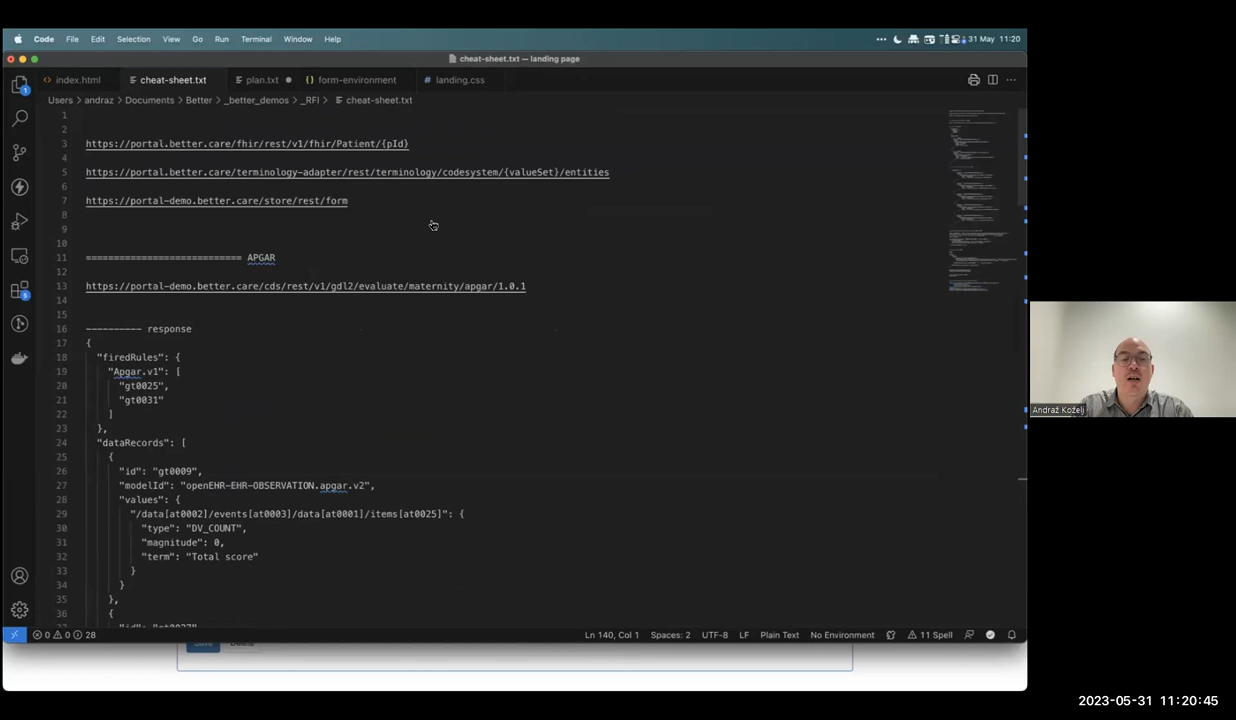 Code File Edit Selection View Go Run Terminal Window Help
31 May 11:20
cheat-sheet.txt — landing page
index.html cheat-sheet.txt plan.txt form-environment landing.css
Users > andraz > Documents > Better > _better_demos > _RFI > cheat-sheet.txt
1
2
3 https://portal.better.care/fhir/rest/v1/fhir/Patient/{pId}
4
5 https://portal.better.care/terminology-adapter/rest/terminology/codesystem/{valueSet}/entities
6
7 https://portal-demo.better.care/store/rest/form
8
9
10
11 =========================== APGAR
12
13 https://portal-demo.better.care/cds/rest/v1/gdl2/evaluate/maternity/apgar/1.0.1
14
15
16 ---------- response
17 {
18 "firedRules": {
19 "Apgar.v1": [
20 "gt0025",
21 "gt0031"
22 ]
23 },
24 "dataRecords": [
25 {
26 "id": "gt0009",
27 "modelId": "openEHR-EHR-OBSERVATION.apgar.v2",
28 "values": {
29 "/data[at0002]/events[at0003]/data[at0001]/items[at0025]": {
30 "type": "DV_COUNT",
31 "magnitude": 0,
32 "term": "Total score"
33 }
34 }
35 },
36 {
Andraž Koželj
0 0 28 Ln 140, Col 1 Spaces: 2 UTF-8 LF Plain Text No Environment 11 Spell
2023-05-31 11:20:45